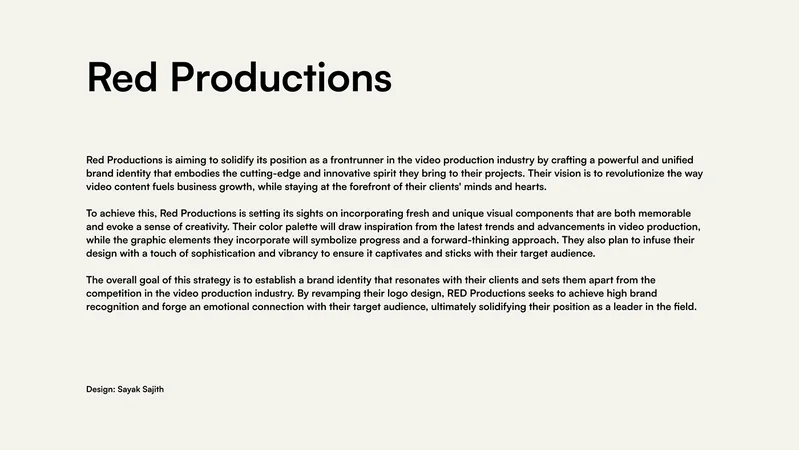 Red Productions
Red Productions is aiming to solidify its position as a frontrunner in the video production industry by crafting a powerful and unified
brand identity that embodies the cutting-edge and innovative spirit they bring to their projects. Their vision is to revolutionize the way
video content fuels business growth, while staying at the forefront of their clients' minds and hearts.
To achieve this, Red Productions is setting its sights on incorporating fresh and unique visual components that are both memorable
and evoke a sense of creativity. Their color palette will draw inspiration from the latest trends and advancements in video production,
while the graphic elements they incorporate will symbolize progress and a forward-thinking approach. They also plan to infuse their
design with a touch of sophistication and vibrancy to ensure it captivates and sticks with their target audience.
The overall goal of this strategy is to establish a brand identity that resonates with their clients and sets them apart from the
competition in the video production industry. By revamping their logo design, RED Productions seeks to achieve high brand
recognition and forge an emotional connection with their target audience, ultimately solidifying their position as a leader in the field.
Design: Sayak Sajith